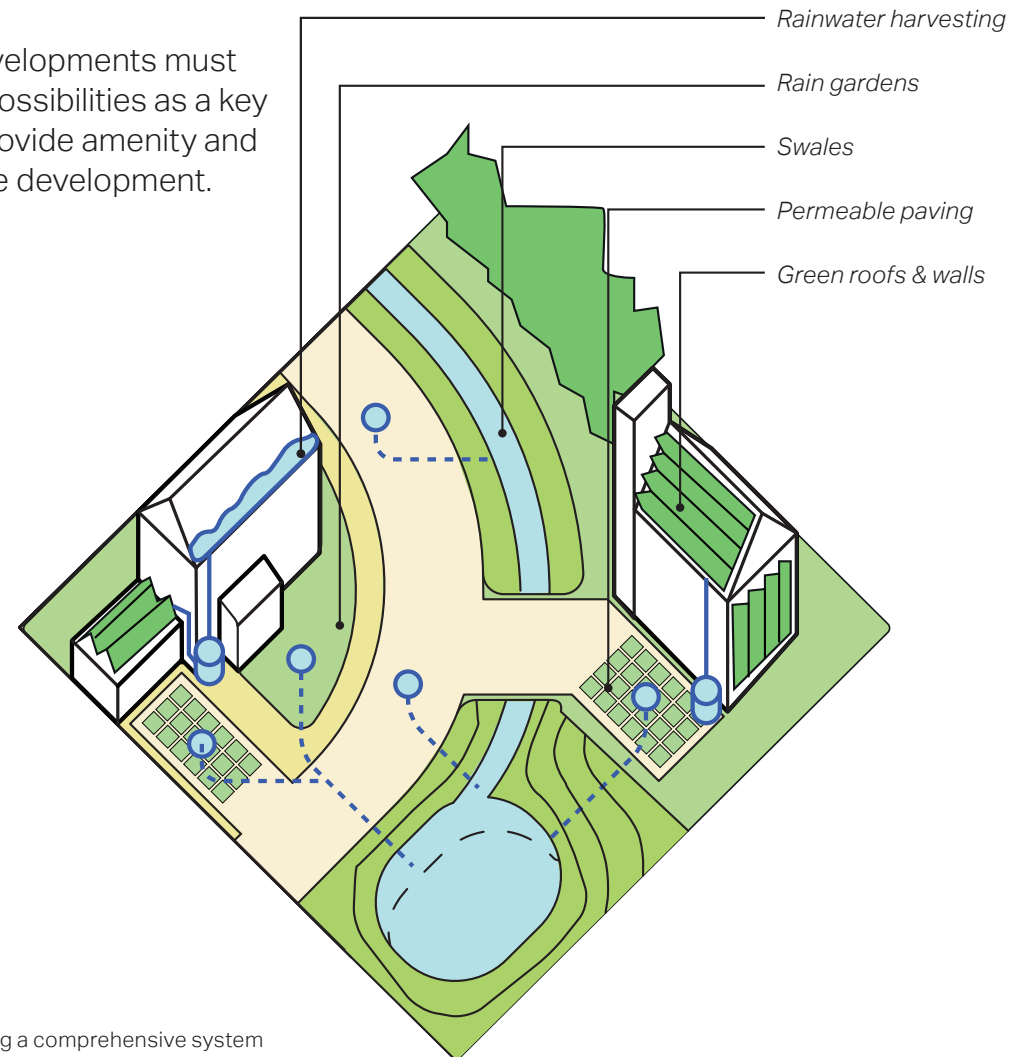 Rainwater harvesting
velopments must
ossibilities as a key
Rain gardens
ovide amenity and
e development.
Swales
Permeable paving
Green roofs & walls
g a comprehensive system